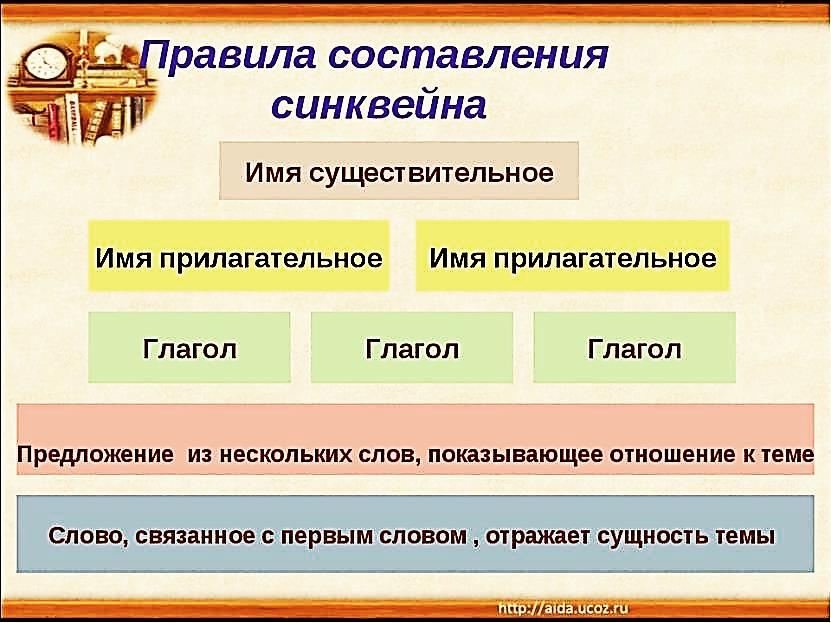 Правила составления
синквейна
Имя существительное
Имя прилагательное Имя прилагательное
Глагол Глагол Глагол
Предложение из нескольких слов, показывающее отношение к теме
Слово, связанное с первым словом , отражает сущность темы
http://aida.ucoz.ru